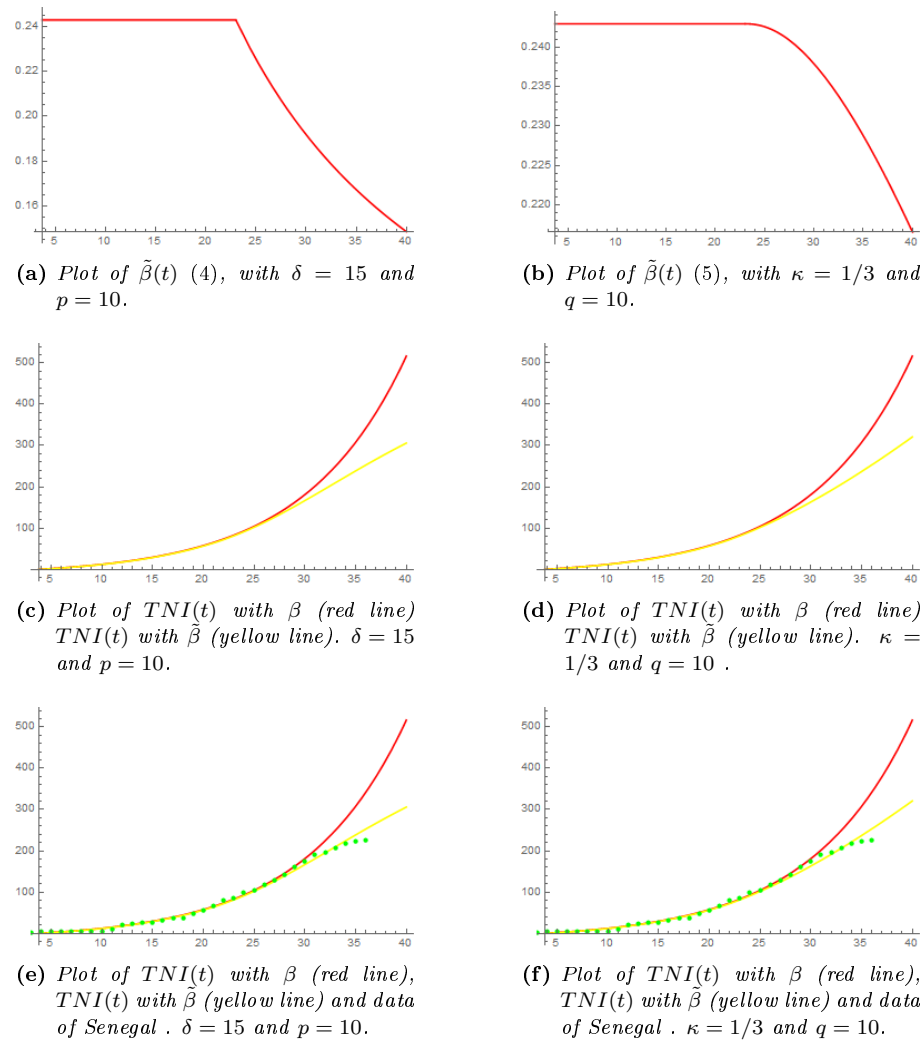 0.24
0.22
0.20
0.18
0.16
5 10 15 20 25 30 35 40
(a) Plot of β̃(t) (4), with δ = 15 and
p = 10.
0.240
0.235
0.230
0.225
0.220
5 10 15 20 25 30 35 40
(b) Plot of β̃(t) (5), with κ = 1/3 and
q = 10.
500
400
300
200
100
5 10 15 20 25 30 35 40
(c) Plot of TNI(t) with β (red line)
TNI(t) with β̃ (yellow line). δ = 15
and p = 10.
500
400
300
200
100
5 10 15 20 25 30 35 40
(d) Plot of TNI(t) with β (red line)
TNI(t) with β̃ (yellow line). κ =
1/3 and q = 10 .
500
400
300
200
100
5 10 15 20 25 30 35 40
(e) Plot of TNI(t) with β (red line),
TNI(t) with β̃ (yellow line) and data
of Senegal . δ = 15 and p = 10.
500
400
300
200
100
5 10 15 20 25 30 35 40
(f) Plot of TNI(t) with β (red line),
TNI(t) with β̃ (yellow line) and data
of Senegal . κ = 1/3 and q = 10.